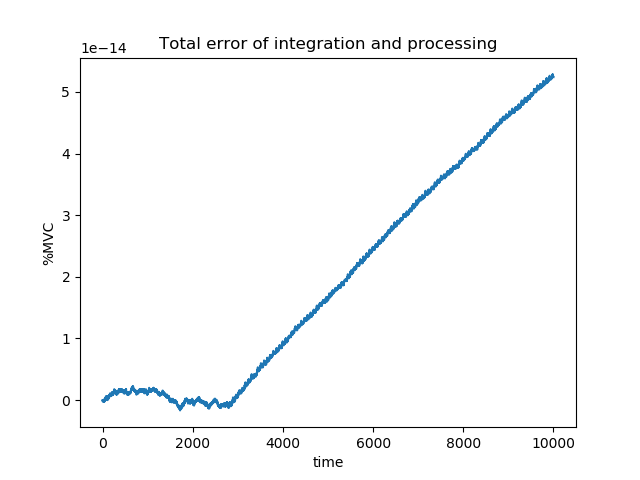 Total error of integration and processing
1e−14
5
4
3
2
1
0
%MVC
0 2000 4000 6000 8000 10000
time